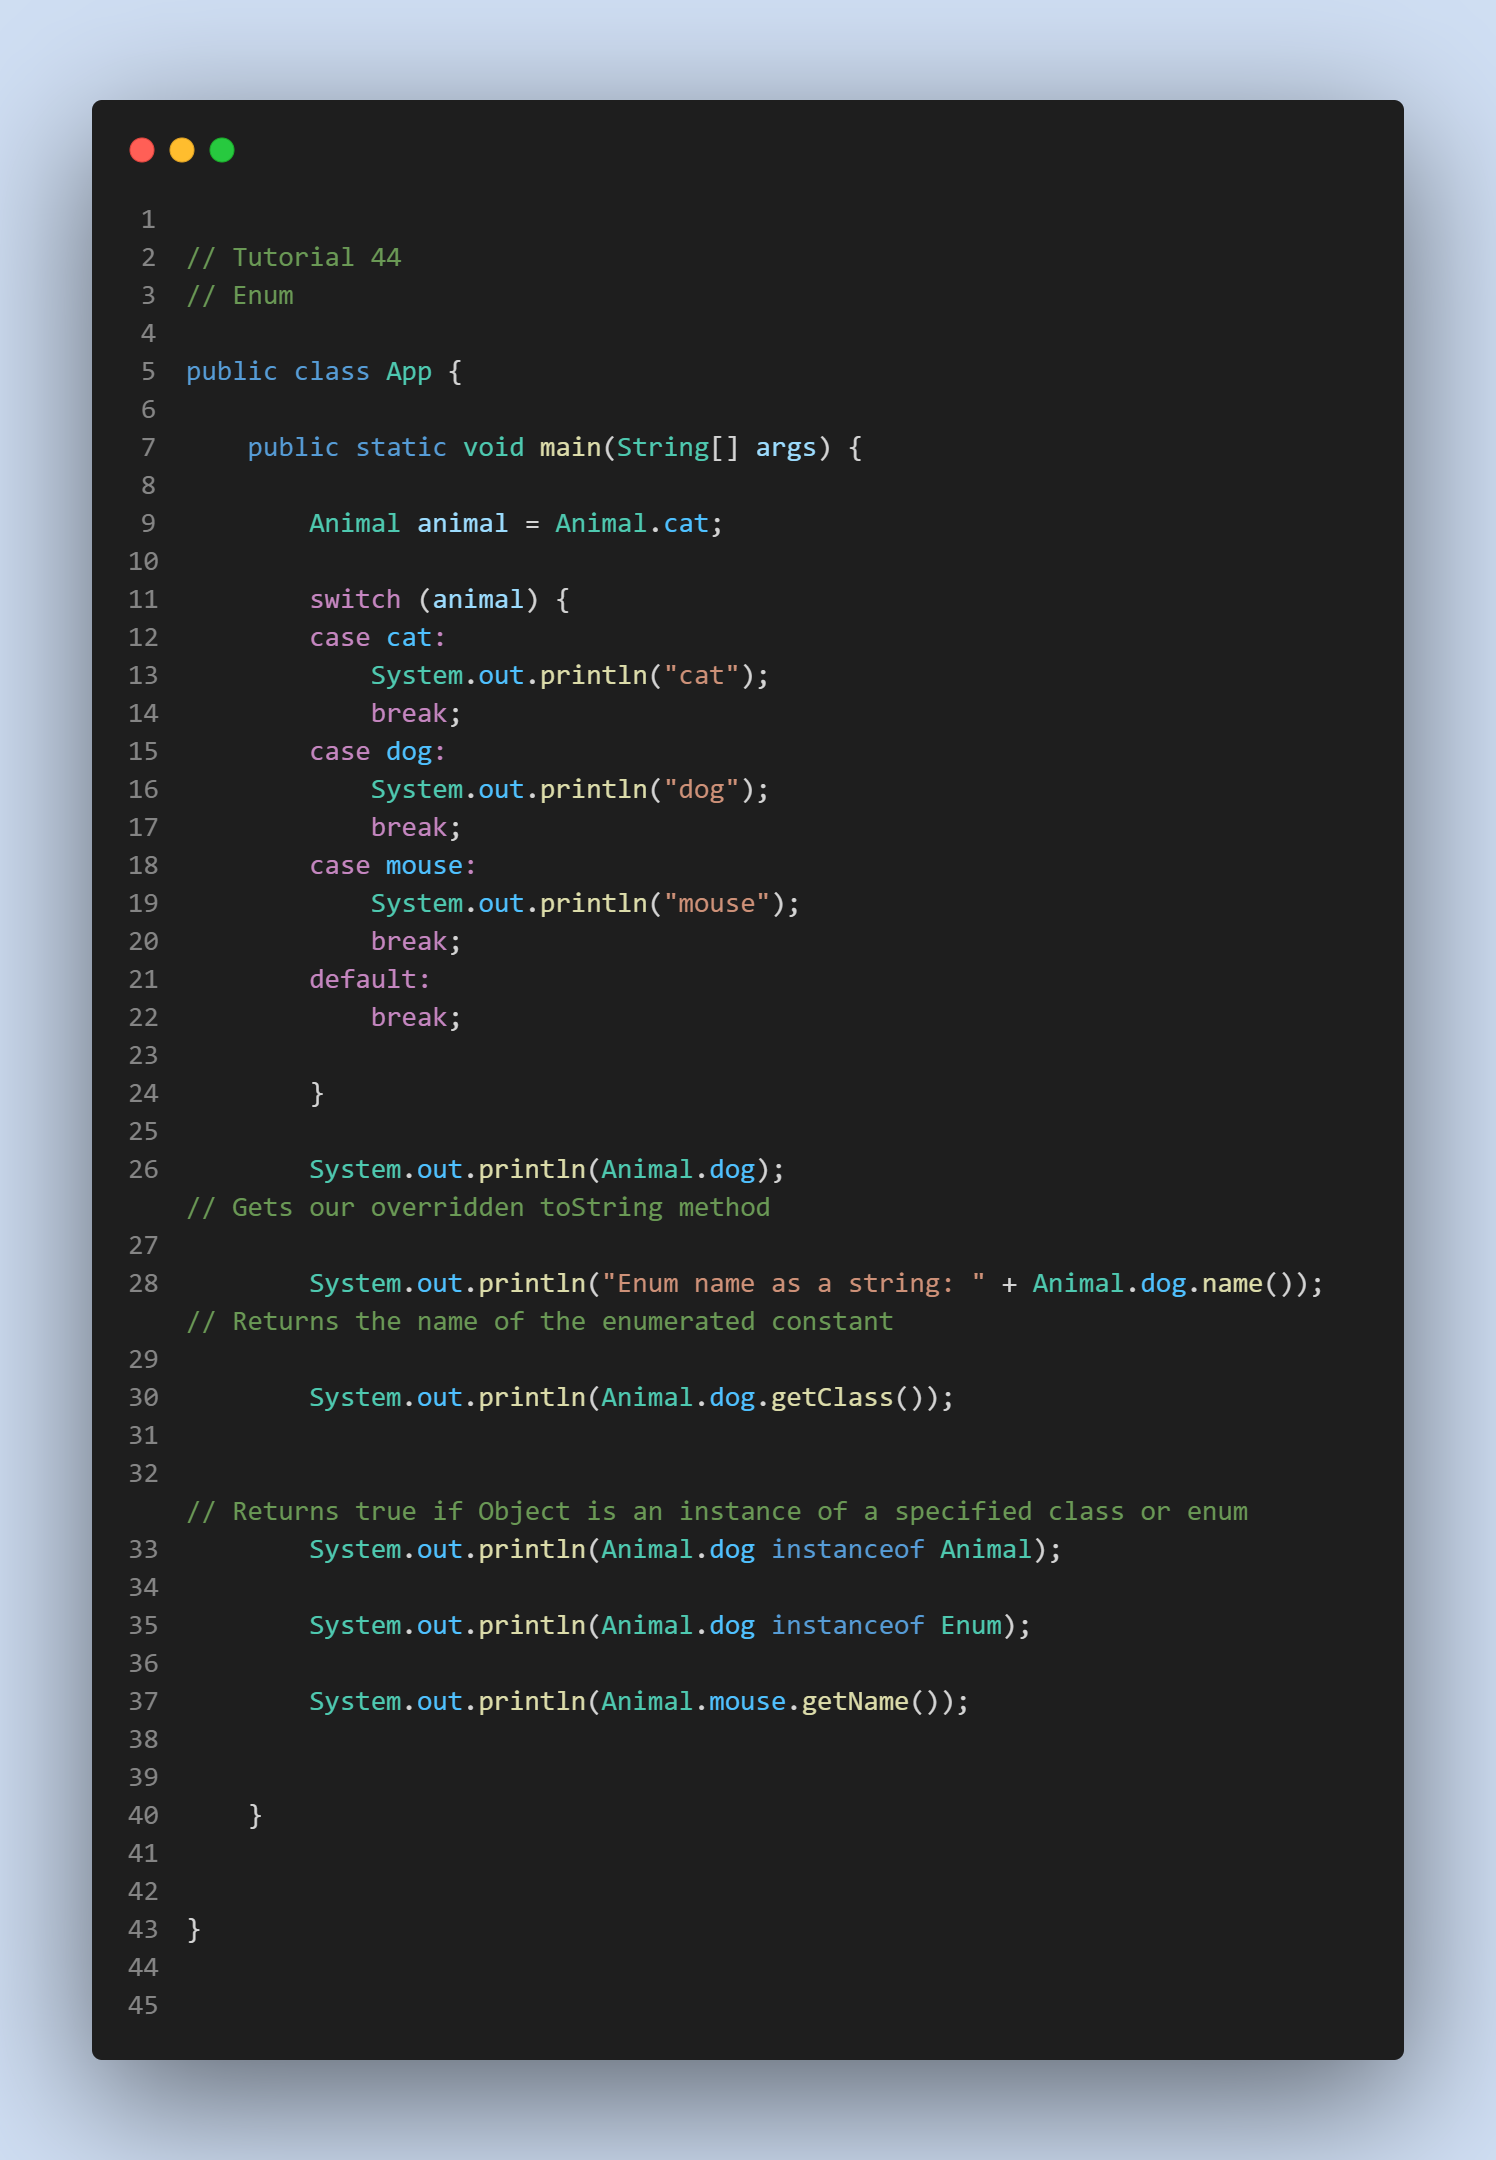 1
2 // Tutorial 44
3 // Enum
4
5 public class App {
6
7     public static void main(String[] args) {
8
9         Animal animal = Animal.cat;
10
11         switch (animal) {
12         case cat:
13             System.out.println("cat");
14             break;
15         case dog:
16             System.out.println("dog");
17             break;
18         case mouse:
19             System.out.println("mouse");
20             break;
21         default:
22             break;
23
24         }
25
26         System.out.println(Animal.dog);
// Gets our overridden toString method
27
28         System.out.println("Enum name as a string: " + Animal.dog.name());
// Returns the name of the enumerated constant
29
30         System.out.println(Animal.dog.getClass());
31
32
// Returns true if Object is an instance of a specified class or enum
33         System.out.println(Animal.dog instanceof Animal);
34
35         System.out.println(Animal.dog instanceof Enum);
36
37         System.out.println(Animal.mouse.getName());
38
39
40     }
41
42
43 }
44
45